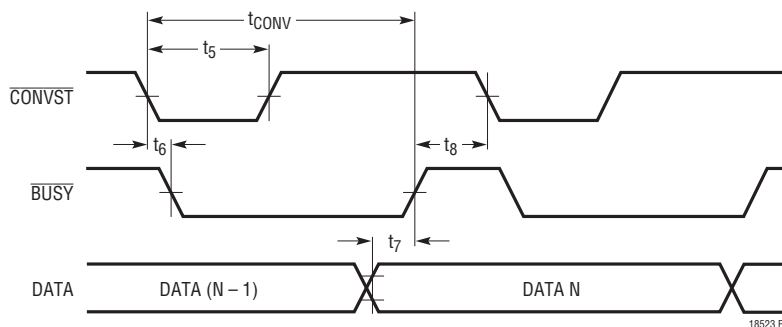 tCONV
t5
CONVST
t6
t8
BUSY
t7
DATA
DATA (N – 1)
DATA N
18523 F